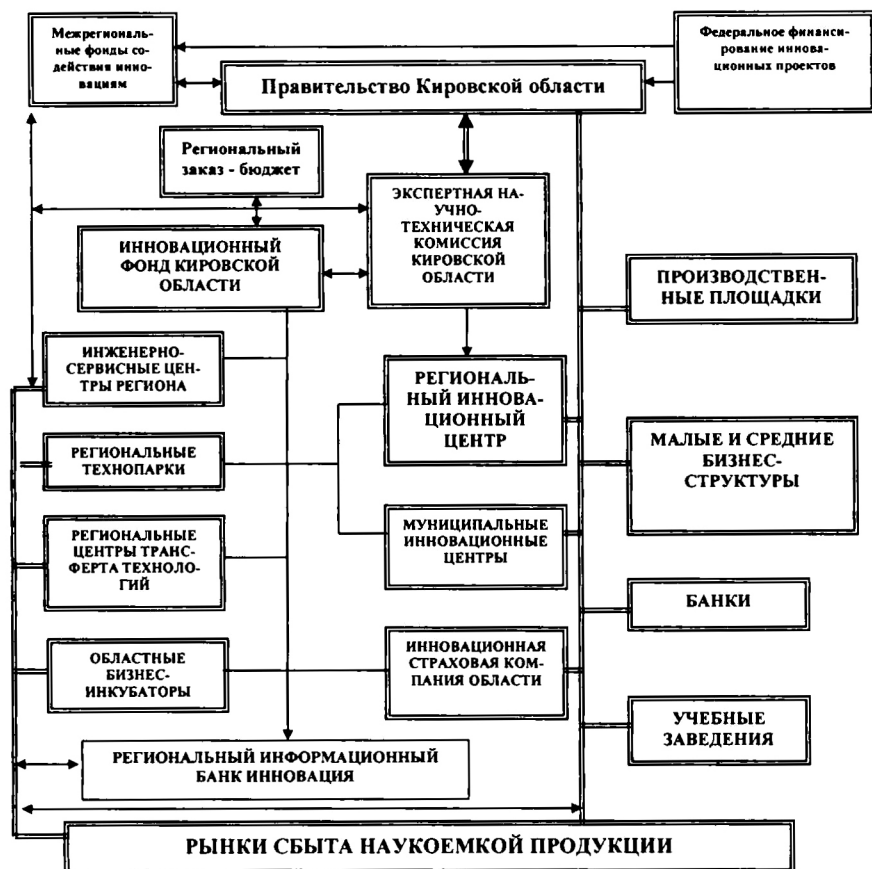 Межрегиональ-
ные фонды со-
действия инно-
вациям
Федеральное финанси-
рование иннова-
ционных проектов
Правительство Кировской области
Региональный
заказ - бюджет
ЭКСПЕРТНАЯ НА-
УЧНО-
ТЕХНИЧЕСКАЯ
КОМИССИЯ
КИРОВСКОЙ
ОБЛАСТИ
ИННОВАЦИОННЫЙ
ФОНД КИРОВСКОЙ
ОБЛАСТИ
ПРОИЗВОДСТВЕН-
НЫЕ ПЛОЩАДКИ
ИНЖЕНЕРНО-
СЕРВИСНЫЕ ЦЕН-
ТРЫ РЕГИОНА
РЕГИОНАЛЬ-
НЫЙ ИННОВА-
ЦИОННЫЙ
ЦЕНТР
МАЛЫЕ И СРЕДНИЕ
БИЗНЕС-
СТРУКТУРЫ
РЕГИОНАЛЬНЫЕ
ТЕХНОПАРКИ
РЕГИОНАЛЬНЫЕ
ЦЕНТРЫ ТРАНС-
ФЕРТА ТЕХНОЛО-
ГИЙ
МУНИЦИПАЛЬНЫЕ
ИННОВАЦИОННЫЕ
ЦЕНТРЫ
БАНКИ
ОБЛАСТНЫЕ
БИЗНЕС-
ИНКУБАТОРЫ
ИННОВАЦИОННАЯ
СТРАХОВАЯ КОМ-
ПАНИЯ ОБЛАСТИ
УЧЕБНЫЕ
ЗАВЕДЕНИЯ
РЕГИОНАЛЬНЫЙ ИНФОРМАЦИОННЫЙ
БАНК ИННОВАЦИЯ
РЫНКИ СБЫТА НАУКОЕМКОЙ ПРОДУКЦИИ